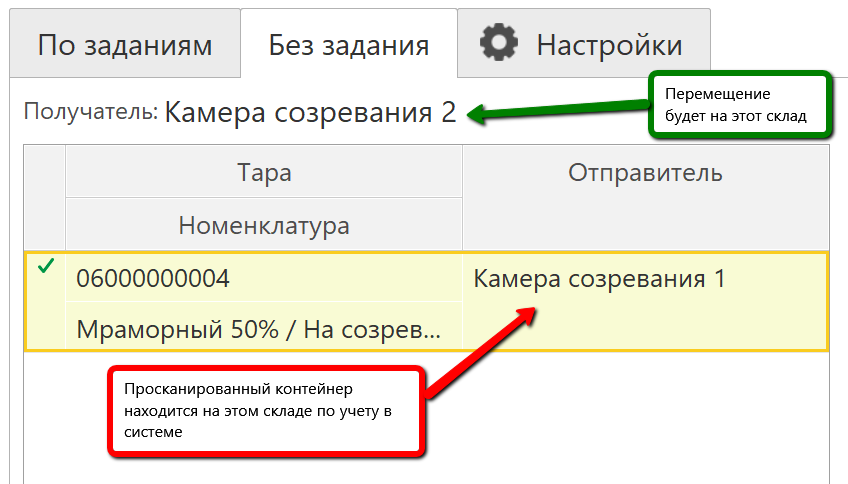 По заданиям
Без задания
Настройки
Получатель: Камера созревания 2
Перемещение
будет на этот склад
Тара
Отправитель
Номенклатура
06000000004
Камера созревания 1
Мраморный 50% / На созрев...
Просканированный контейнер
находится на этом складе по учету в
системе